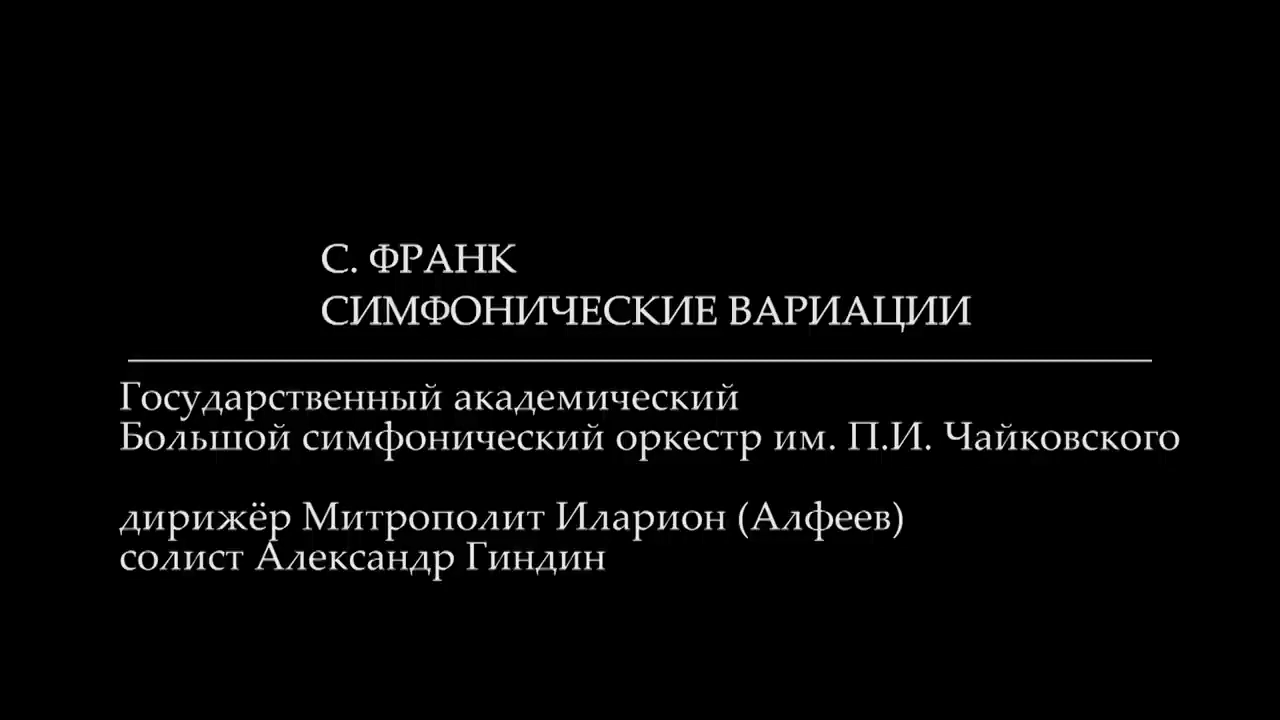 С. ФРАНК
СИМФОНИЧЕСКИЕ ВАРИАЦИИ
Государственный академический
Большой симфонический оркестр им. П.И. Чайковского
дирижёр Митрополит Иларион (Алфеев)
солист Александр Гиндин